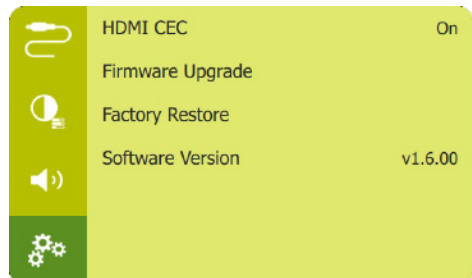 HDMI CEC On
Firmware Upgrade
Factory Restore
Software Version v1.6.00